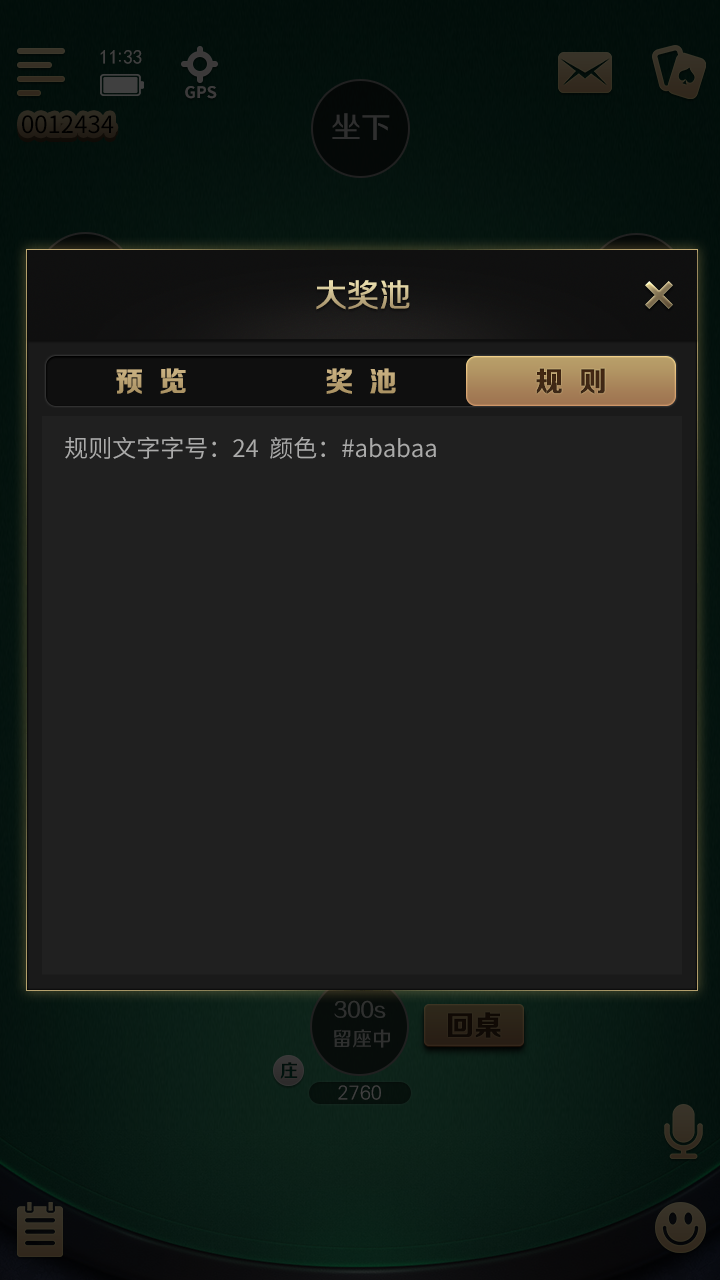 11:33
GPS
0012434
坐下
大奖池
预 览
奖 池
规 则
规则文字字号：24 颜色：#ababaa
300s
留座中
回桌
庄
2760